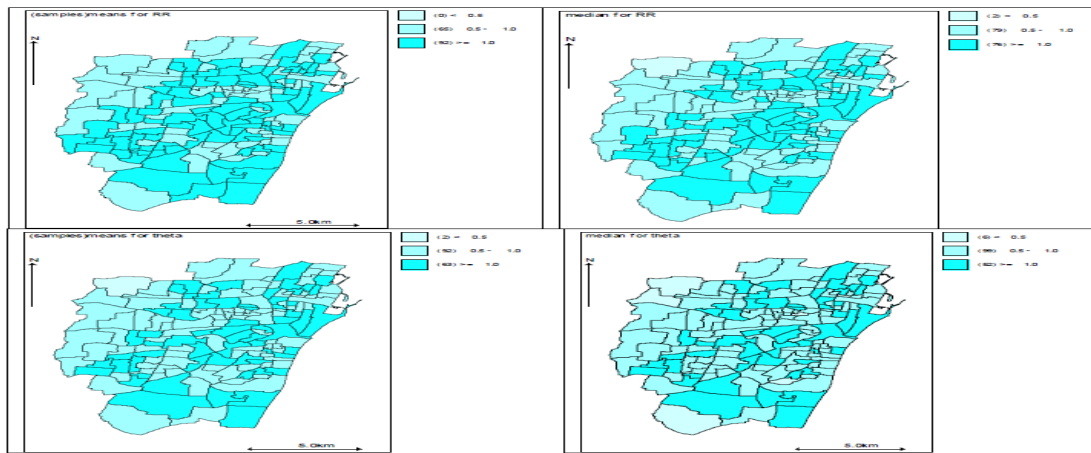 (samples)means for RR
N
5.0km
(0) < 0.5
(65) 0.5 - 1.0
(92) >= 1.0
median for RR
N
(2) < 0.5
(79) 0.5 - 1.0
(76) >= 1.0
(samples)means for theta
N
5.0km
(2) < 0.5
(92) 0.5 - 1.0
(63) >= 1.0
median for theta
N
5.0km
(6) < 0.5
(99) 0.5 - 1.0
(52) >= 1.0